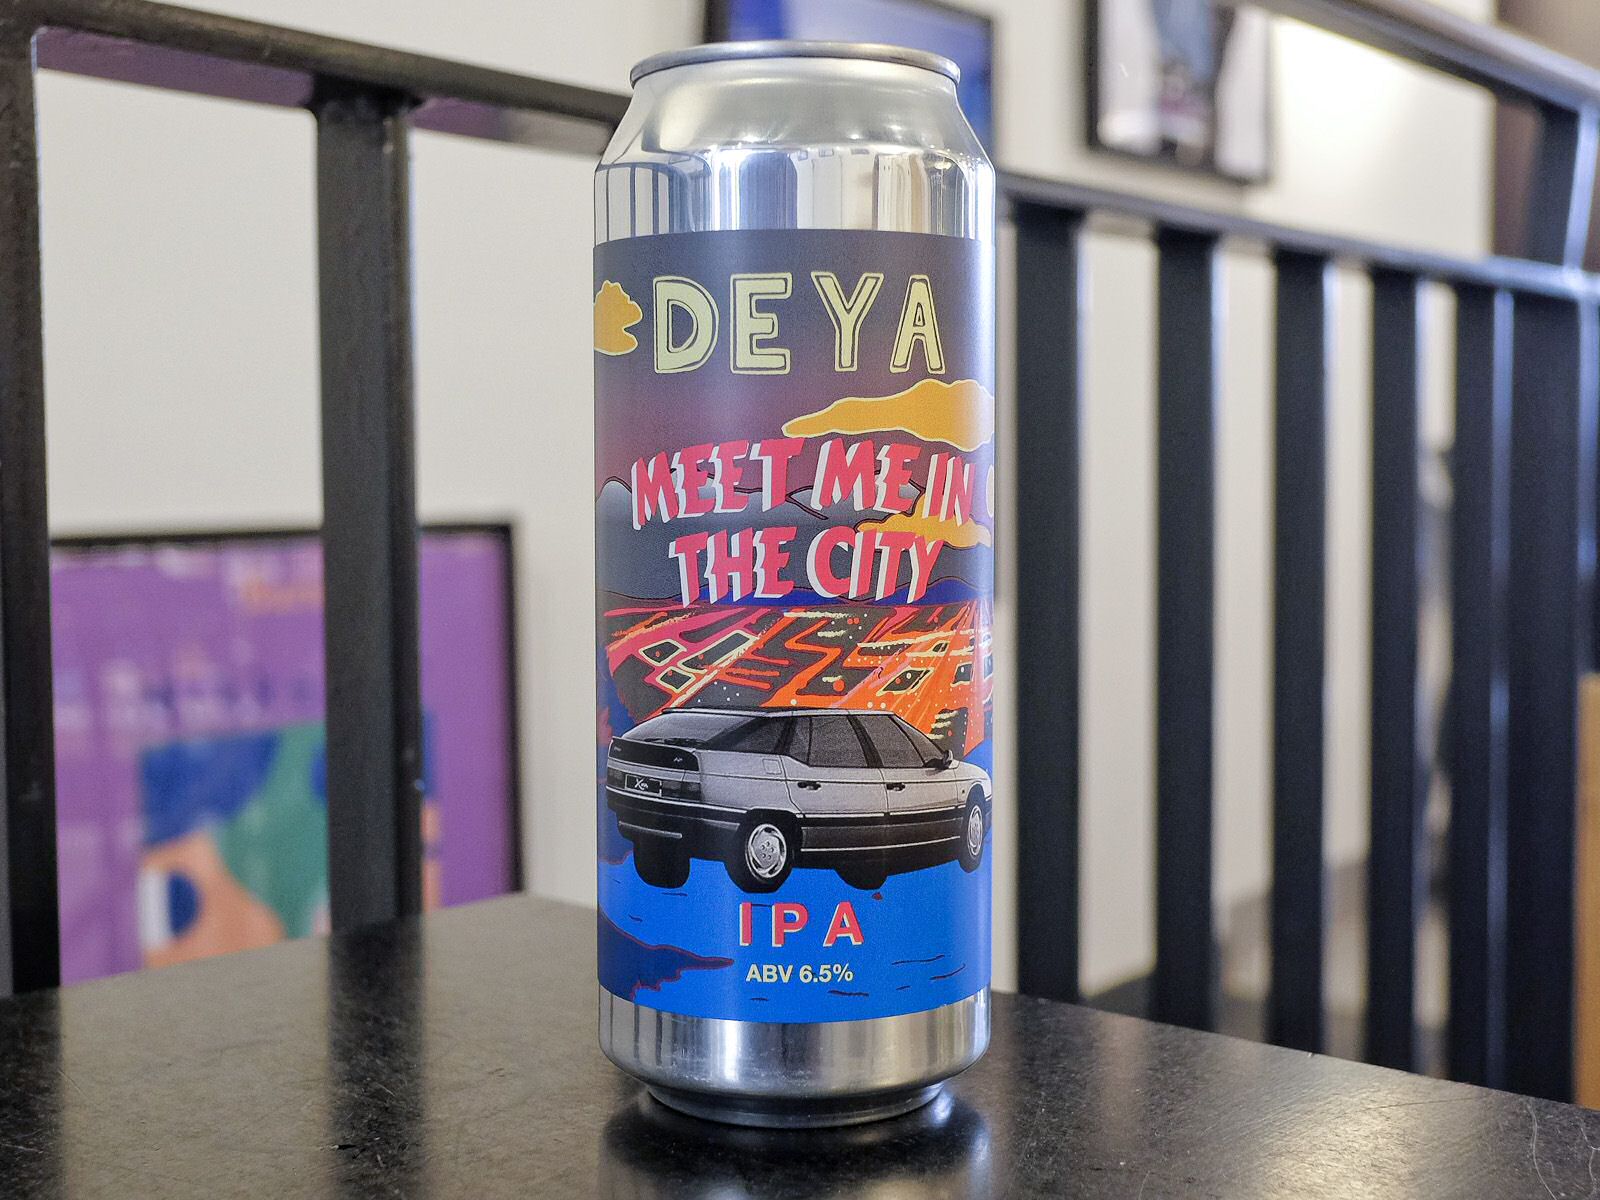 DEYA
MEET ME IN
THE CITY
IPA
ABV 6.5%